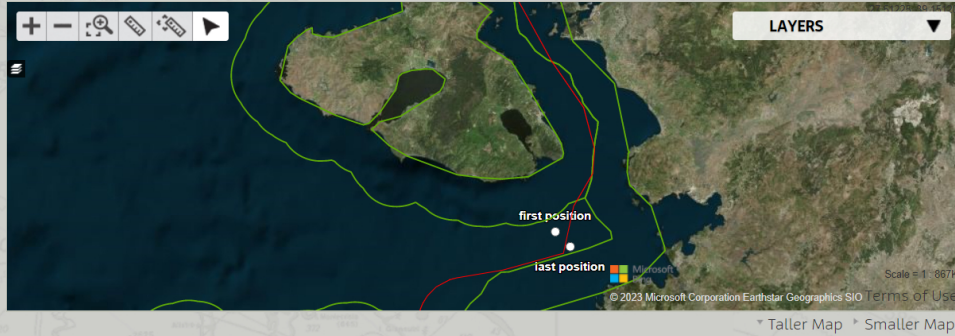 LAYERS
first position
last position
Microsoft
Bing
Scale = 1 : 867K
© 2023 Microsoft Corporation Earthstar Geographics SIO Terms of Use
Taller Map Smaller Map